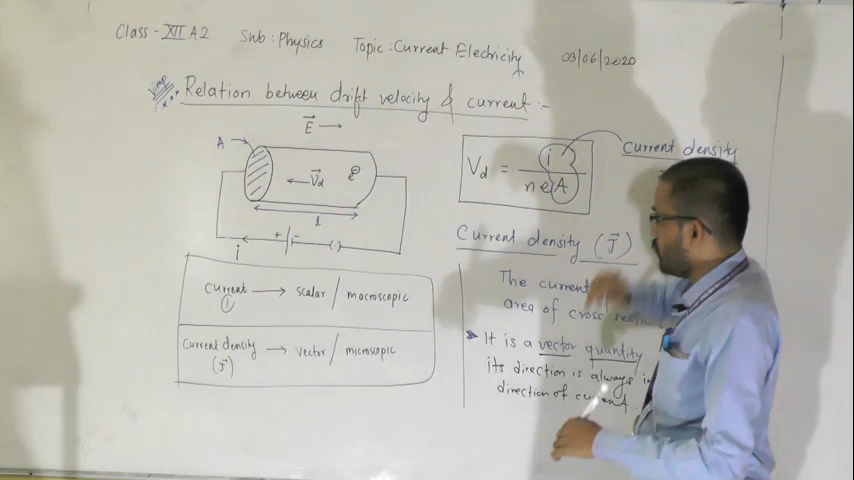 Class - XII A2 Sub : Physics Topic : Current Electricity 03/06/2020
Vimp
Relation between drift velocity & current :-
E →
A
Vd
e
l
+ -
i
Vd = i / n e A
Current density
Current density (J)
The current
area of cross
It is a vector quantity
its direction is always in
direction of current.
Current (i) → scalar / macroscopic
Current density (J) → vector / microscopic